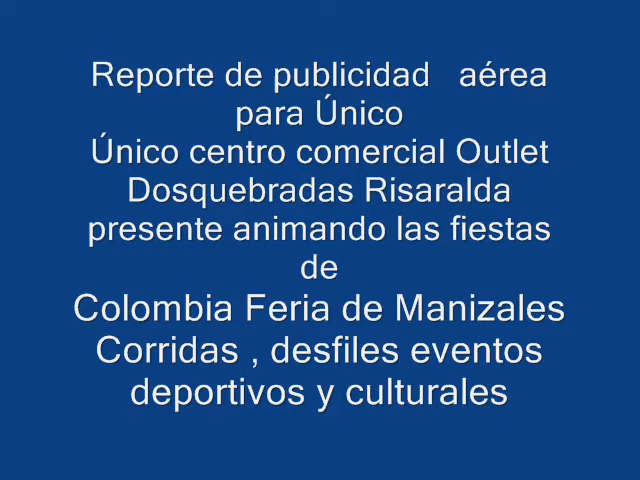 Reporte de publicidad aérea
para Único
Único centro comercial Outlet
Dosquebradas Risaralda
presente animando las fiestas
de
Colombia Feria de Manizales
Corridas , desfiles eventos
deportivos y culturales